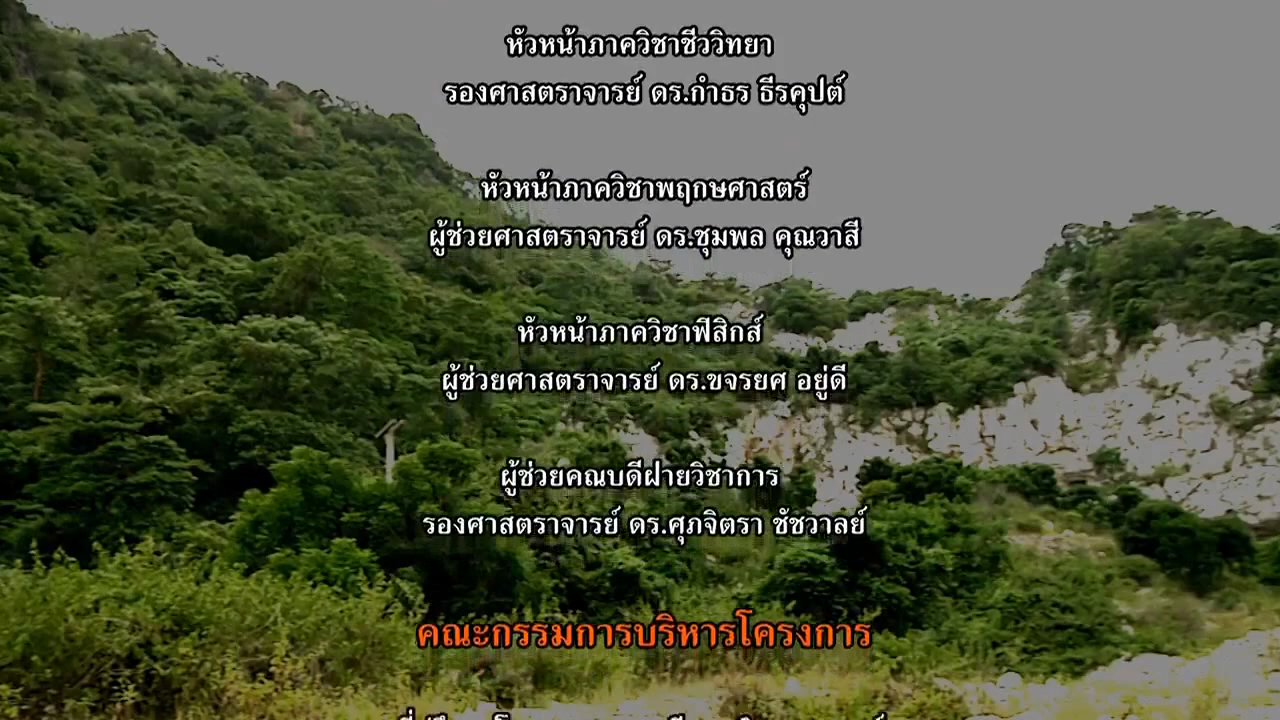 หัวหน้าภาควิชาชีววิทยา
รองศาสตราจารย์ ดร.กำธร ธีรคุปต์
หัวหน้าภาควิชาพฤกษศาสตร์
ผู้ช่วยศาสตราจารย์ ดร.ชุมพล คุณวาสี
หัวหน้าภาควิชาฟิสิกส์
ผู้ช่วยศาสตราจารย์ ดร.ขจรยศ อยู่ดี
ผู้ช่วยคณบดีฝ่ายวิชาการ
รองศาสตราจารย์ ดร.ศุภจิตรา ชัชวาลย์
คณะกรรมการบริหารโครงการ